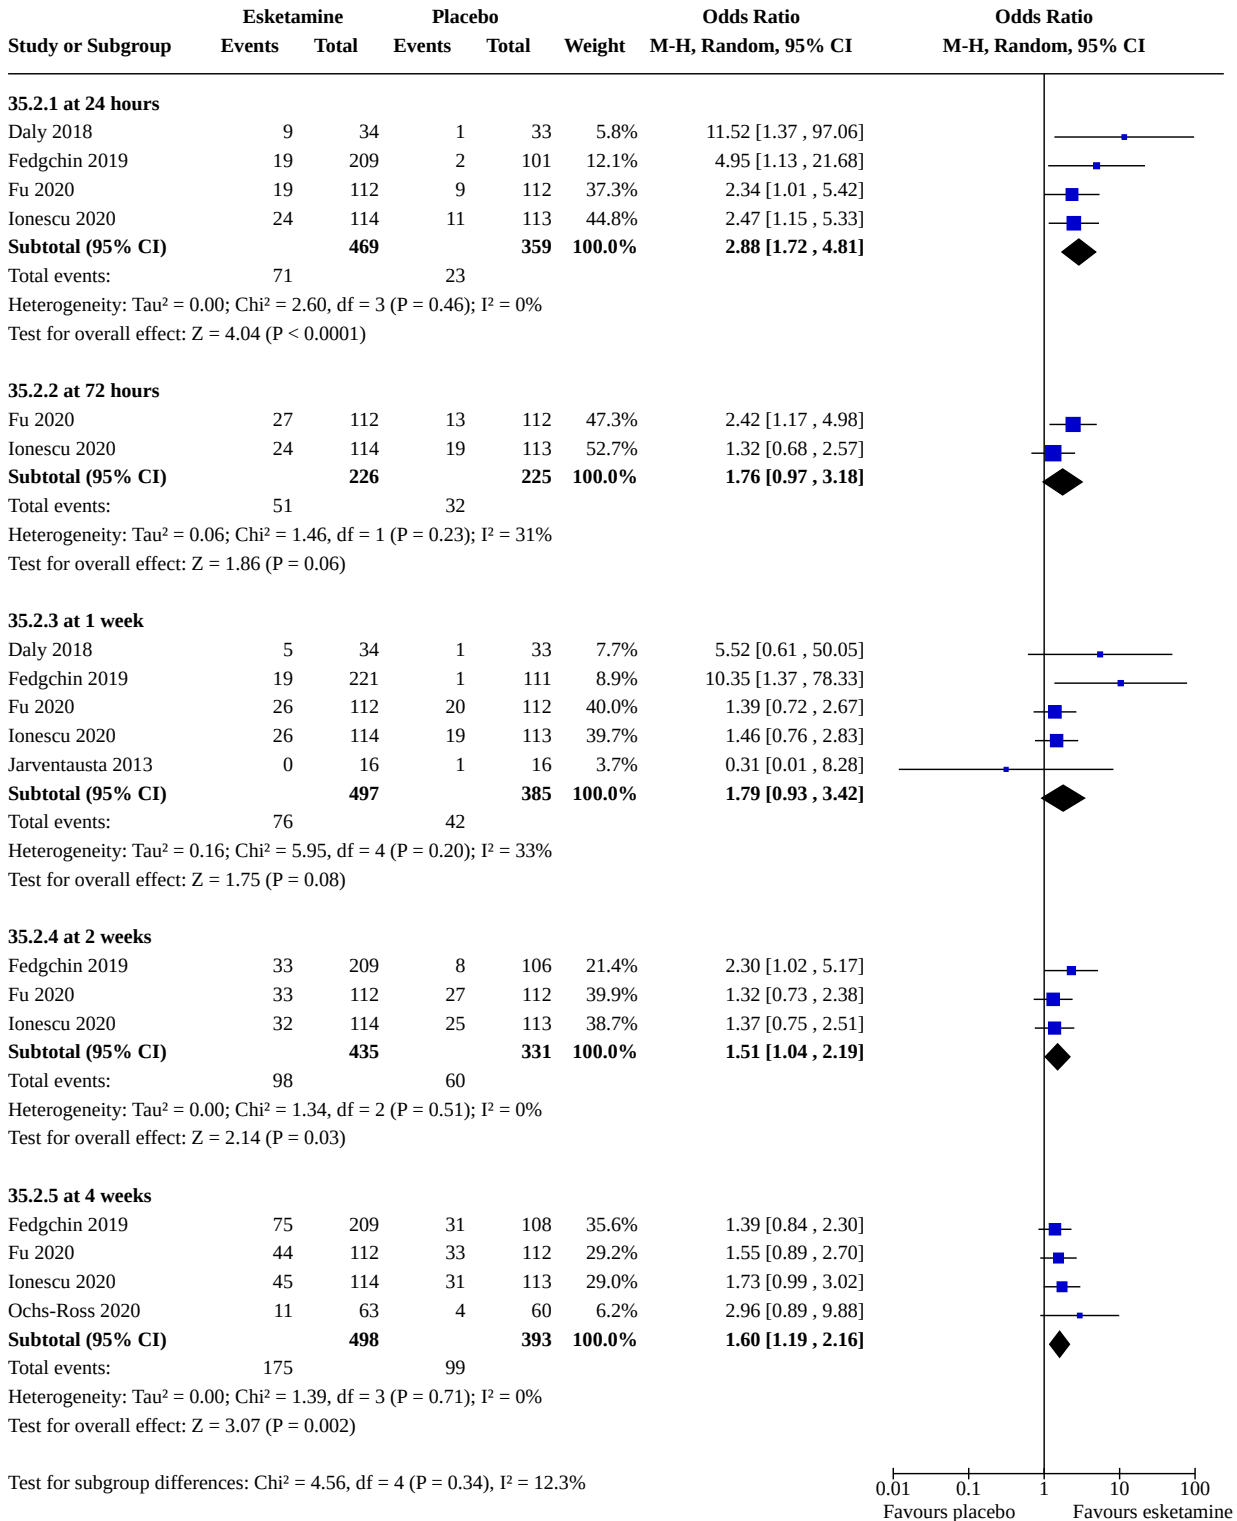 Esketamine Placebo Odds Ratio Odds Ratio
Study or Subgroup Events Total Events Total Weight M-H, Random, 95% CI M-H, Random, 95% CI
35.2.1 at 24 hours
Daly 2018 9 34 1 33 5.8% 11.52 [1.37 , 97.06]
Fedgchin 2019 19 209 2 101 12.1% 4.95 [1.13 , 21.68]
Fu 2020 19 112 9 112 37.3% 2.34 [1.01 , 5.42]
Ionescu 2020 24 114 11 113 44.8% 2.47 [1.15 , 5.33]
Subtotal (95% CI) 469 359 100.0% 2.88 [1.72 , 4.81]
Total events: 71 23
Heterogeneity: Tau² = 0.00; Chi² = 2.60, df = 3 (P = 0.46); I² = 0%
Test for overall effect: Z = 4.04 (P < 0.0001)
35.2.2 at 72 hours
Fu 2020 27 112 13 112 47.3% 2.42 [1.17 , 4.98]
Ionescu 2020 24 114 19 113 52.7% 1.32 [0.68 , 2.57]
Subtotal (95% CI) 226 225 100.0% 1.76 [0.97 , 3.18]
Total events: 51 32
Heterogeneity: Tau² = 0.06; Chi² = 1.46, df = 1 (P = 0.23); I² = 31%
Test for overall effect: Z = 1.86 (P = 0.06)
35.2.3 at 1 week
Daly 2018 5 34 1 33 7.7% 5.52 [0.61 , 50.05]
Fedgchin 2019 19 221 1 111 8.9% 10.35 [1.37 , 78.33]
Fu 2020 26 112 20 112 40.0% 1.39 [0.72 , 2.67]
Ionescu 2020 26 114 19 113 39.7% 1.46 [0.76 , 2.83]
Jarventausta 2013 0 16 1 16 3.7% 0.31 [0.01 , 8.28]
Subtotal (95% CI) 497 385 100.0% 1.79 [0.93 , 3.42]
Total events: 76 42
Heterogeneity: Tau² = 0.16; Chi² = 5.95, df = 4 (P = 0.20); I² = 33%
Test for overall effect: Z = 1.75 (P = 0.08)
35.2.4 at 2 weeks
Fedgchin 2019 33 209 8 106 21.4% 2.30 [1.02 , 5.17]
Fu 2020 33 112 27 112 39.9% 1.32 [0.73 , 2.38]
Ionescu 2020 32 114 25 113 38.7% 1.37 [0.75 , 2.51]
Subtotal (95% CI) 435 331 100.0% 1.51 [1.04 , 2.19]
Total events: 98 60
Heterogeneity: Tau² = 0.00; Chi² = 1.34, df = 2 (P = 0.51); I² = 0%
Test for overall effect: Z = 2.14 (P = 0.03)
35.2.5 at 4 weeks
Fedgchin 2019 75 209 31 108 35.6% 1.39 [0.84 , 2.30]
Fu 2020 44 112 33 112 29.2% 1.55 [0.89 , 2.70]
Ionescu 2020 45 114 31 113 29.0% 1.73 [0.99 , 3.02]
Ochs-Ross 2020 11 63 4 60 6.2% 2.96 [0.89 , 9.88]
Subtotal (95% CI) 498 393 100.0% 1.60 [1.19 , 2.16]
Total events: 175 99
Heterogeneity: Tau² = 0.00; Chi² = 1.39, df = 3 (P = 0.71); I² = 0%
Test for overall effect: Z = 3.07 (P = 0.002)
Test for subgroup differences: Chi² = 4.56, df = 4 (P = 0.34), I² = 12.3%
0.01 0.1 1 10 100
Favours placebo Favours esketamine